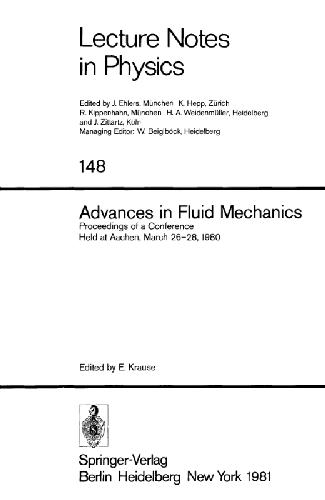 Lecture Notes
in Physics
Edited by J. Ehlers, München K. Hepp, Zürich
R. Kippenhahn, München H. A. Weidenmüller, Heidelberg
and J. Zittartz, Köln
Managing Editor: W. Beiglböck, Heidelberg
148
Advances in Fluid Mechanics
Proceedings of a Conference
Held at Aachen, March 26–28, 1980
Edited by E. Krause
Springer-Verlag
Berlin Heidelberg New York 1981